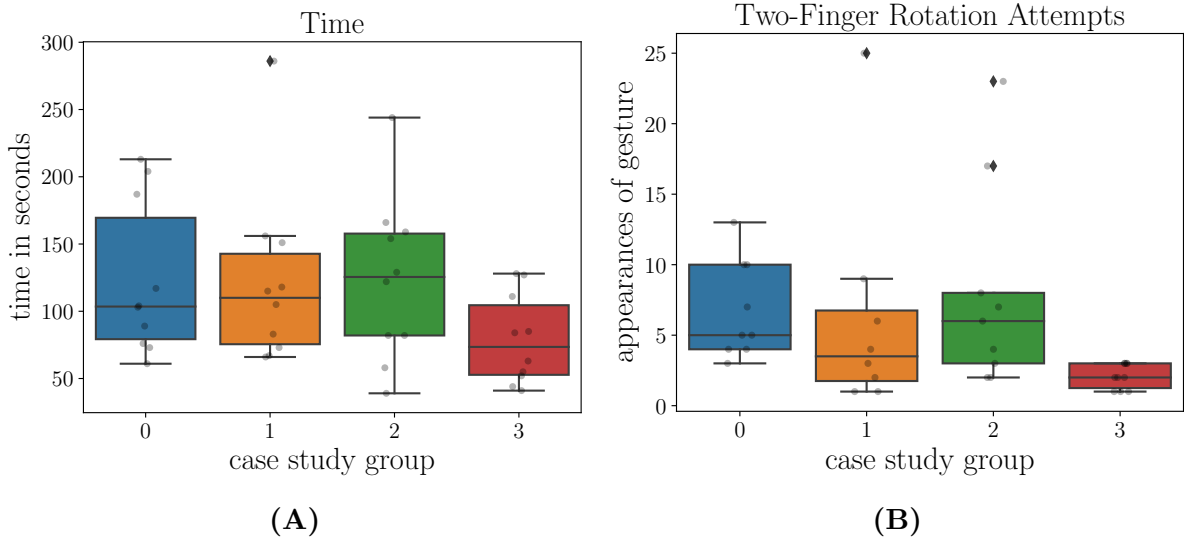 Time
300
250
200
150
100
50
time in seconds
0 1 2 3
case study group
(A)
Two-Finger Rotation Attempts
25
20
15
10
5
0
appearances of gesture
0 1 2 3
case study group
(B)